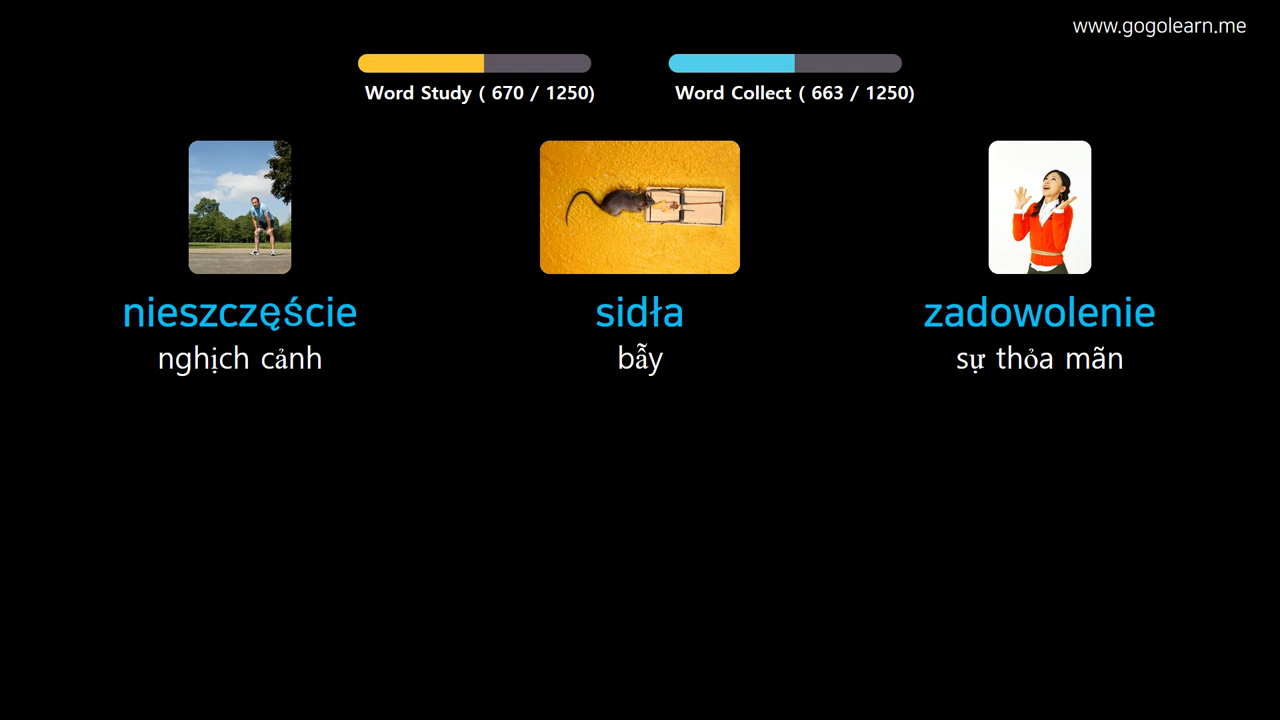 www.gogolearn.me
Word Study ( 670 / 1250)
Word Collect ( 663 / 1250)
nieszczęście
nghịch cảnh
sidła
bẫy
zadowolenie
sự thỏa mãn